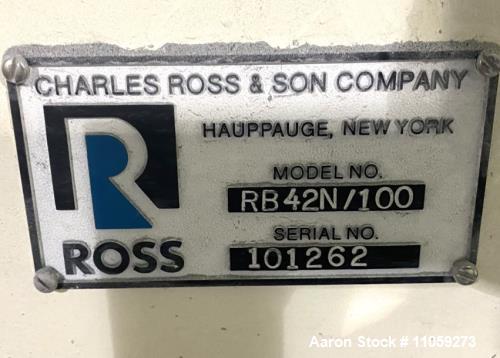 CHARLES ROSS & SON COMPANY
R
HAUPPAUGE, NEW YORK
MODEL NO.
RB42N/100
SERIAL NO.
ROSS
101262
Aaron Stock # 11059273